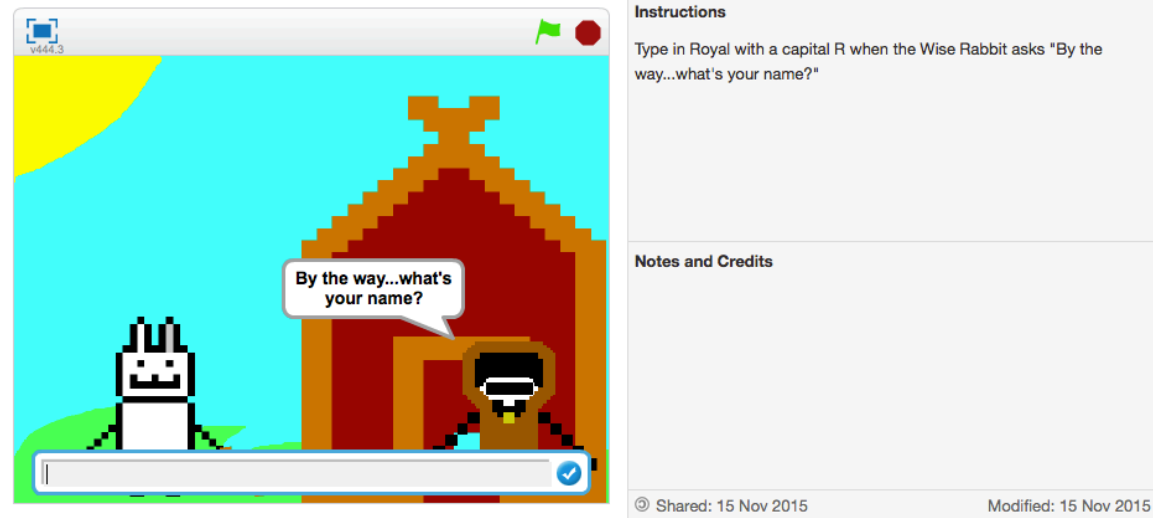 v444.3
By the way...what's
your name?
Instructions
Type in Royal with a capital R when the Wise Rabbit asks "By the
way...what's your name?"
Notes and Credits
Shared: 15 Nov 2015 Modified: 15 Nov 2015